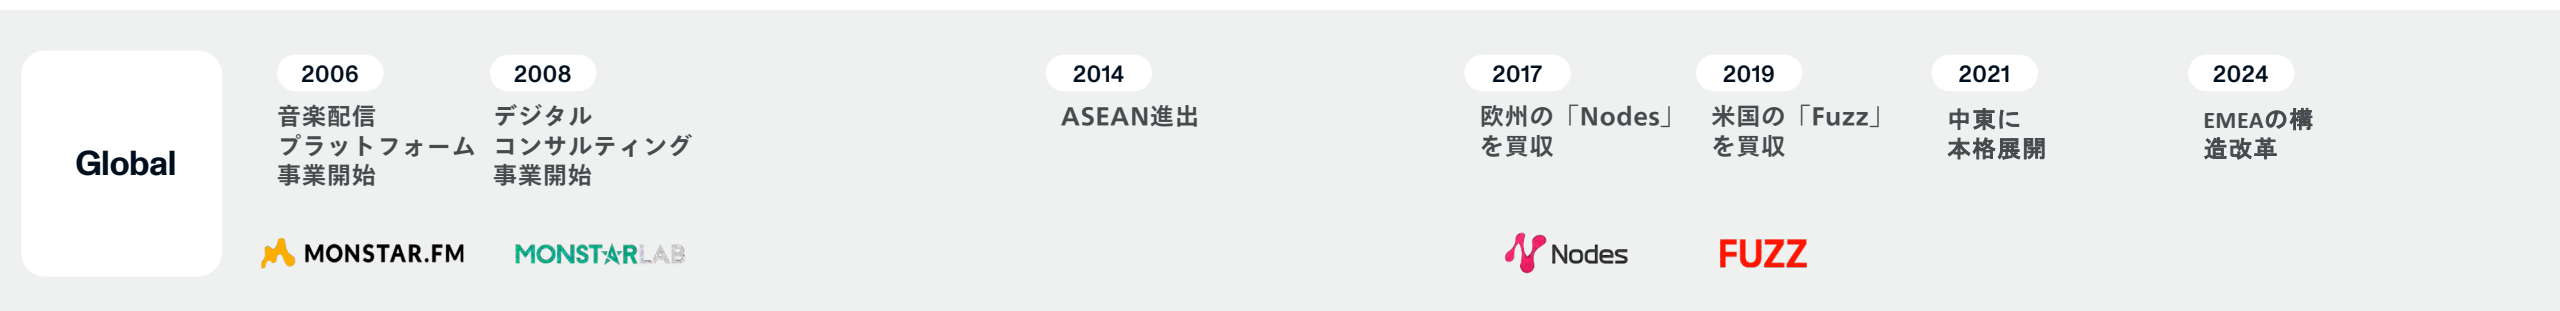 Global
2006
音楽配信
プラットフォーム
事業開始
MONSTAR.FM
2008
デジタル
コンサルティング
事業開始
MONSTARLAB
2014
ASEAN進出
2017
欧州の「Nodes」
を買収
Nodes
2019
米国の「Fuzz」
を買収
FUZZ
2021
中東に
本格展開
2024
EMEAの構
造改革